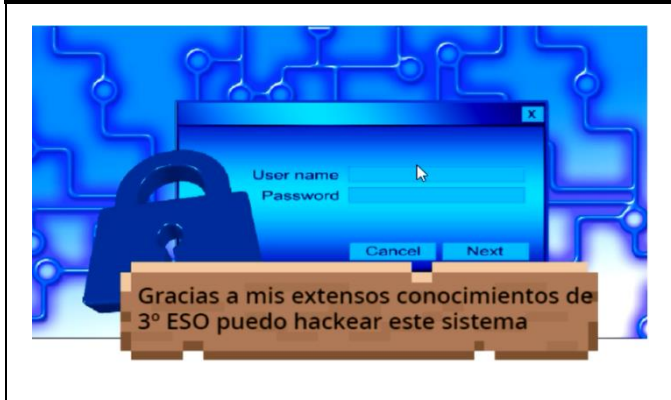 X
User name
Password
Cancel Next
Gracias a mis extensos conocimientos de
3º ESO puedo hackear este sistema